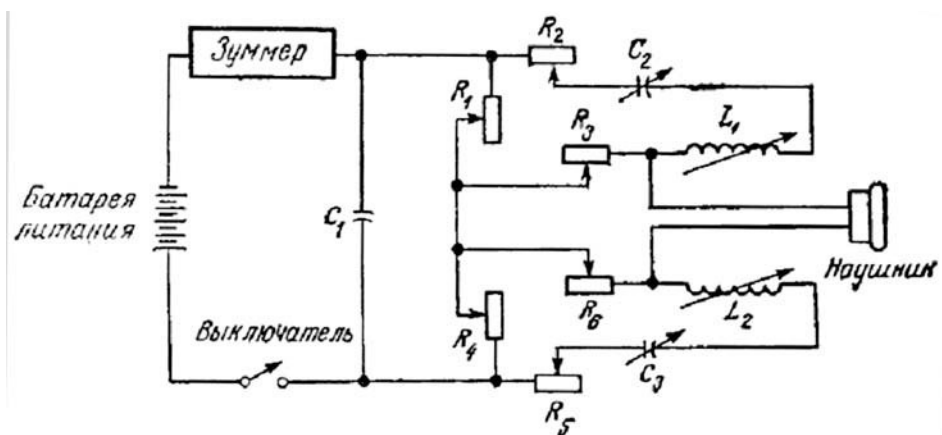 Зуммер
R2
C2
R1
R3
L1
Батарея
питания
C1
Наушник
R6
L2
Выключатель
R4
C3
R5